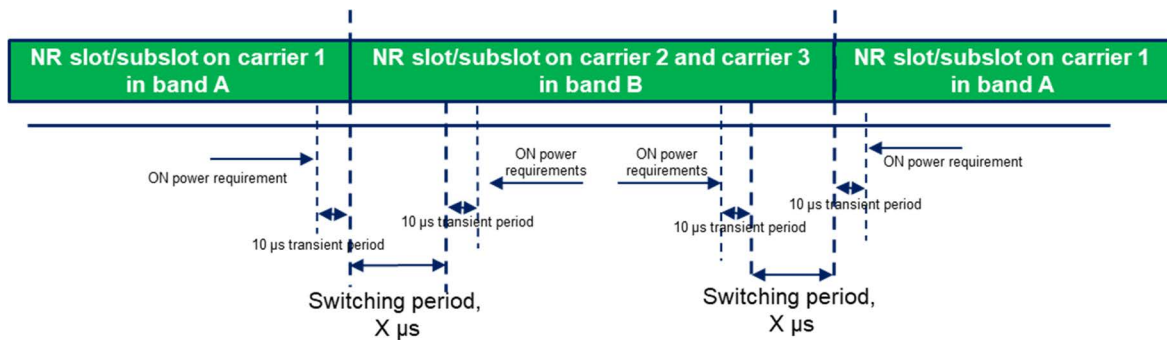 NR slot/subslot on carrier 1
in band A
NR slot/subslot on carrier 2 and carrier 3
in band B
NR slot/subslot on carrier 1
in band A
ON power requirement
ON power
requirements
ON power
requirements
ON power requirement
10 µs transient period
10 µs transient period
10 µs transient period
10 µs transient period
Switching period,
X µs
Switching period,
X µs